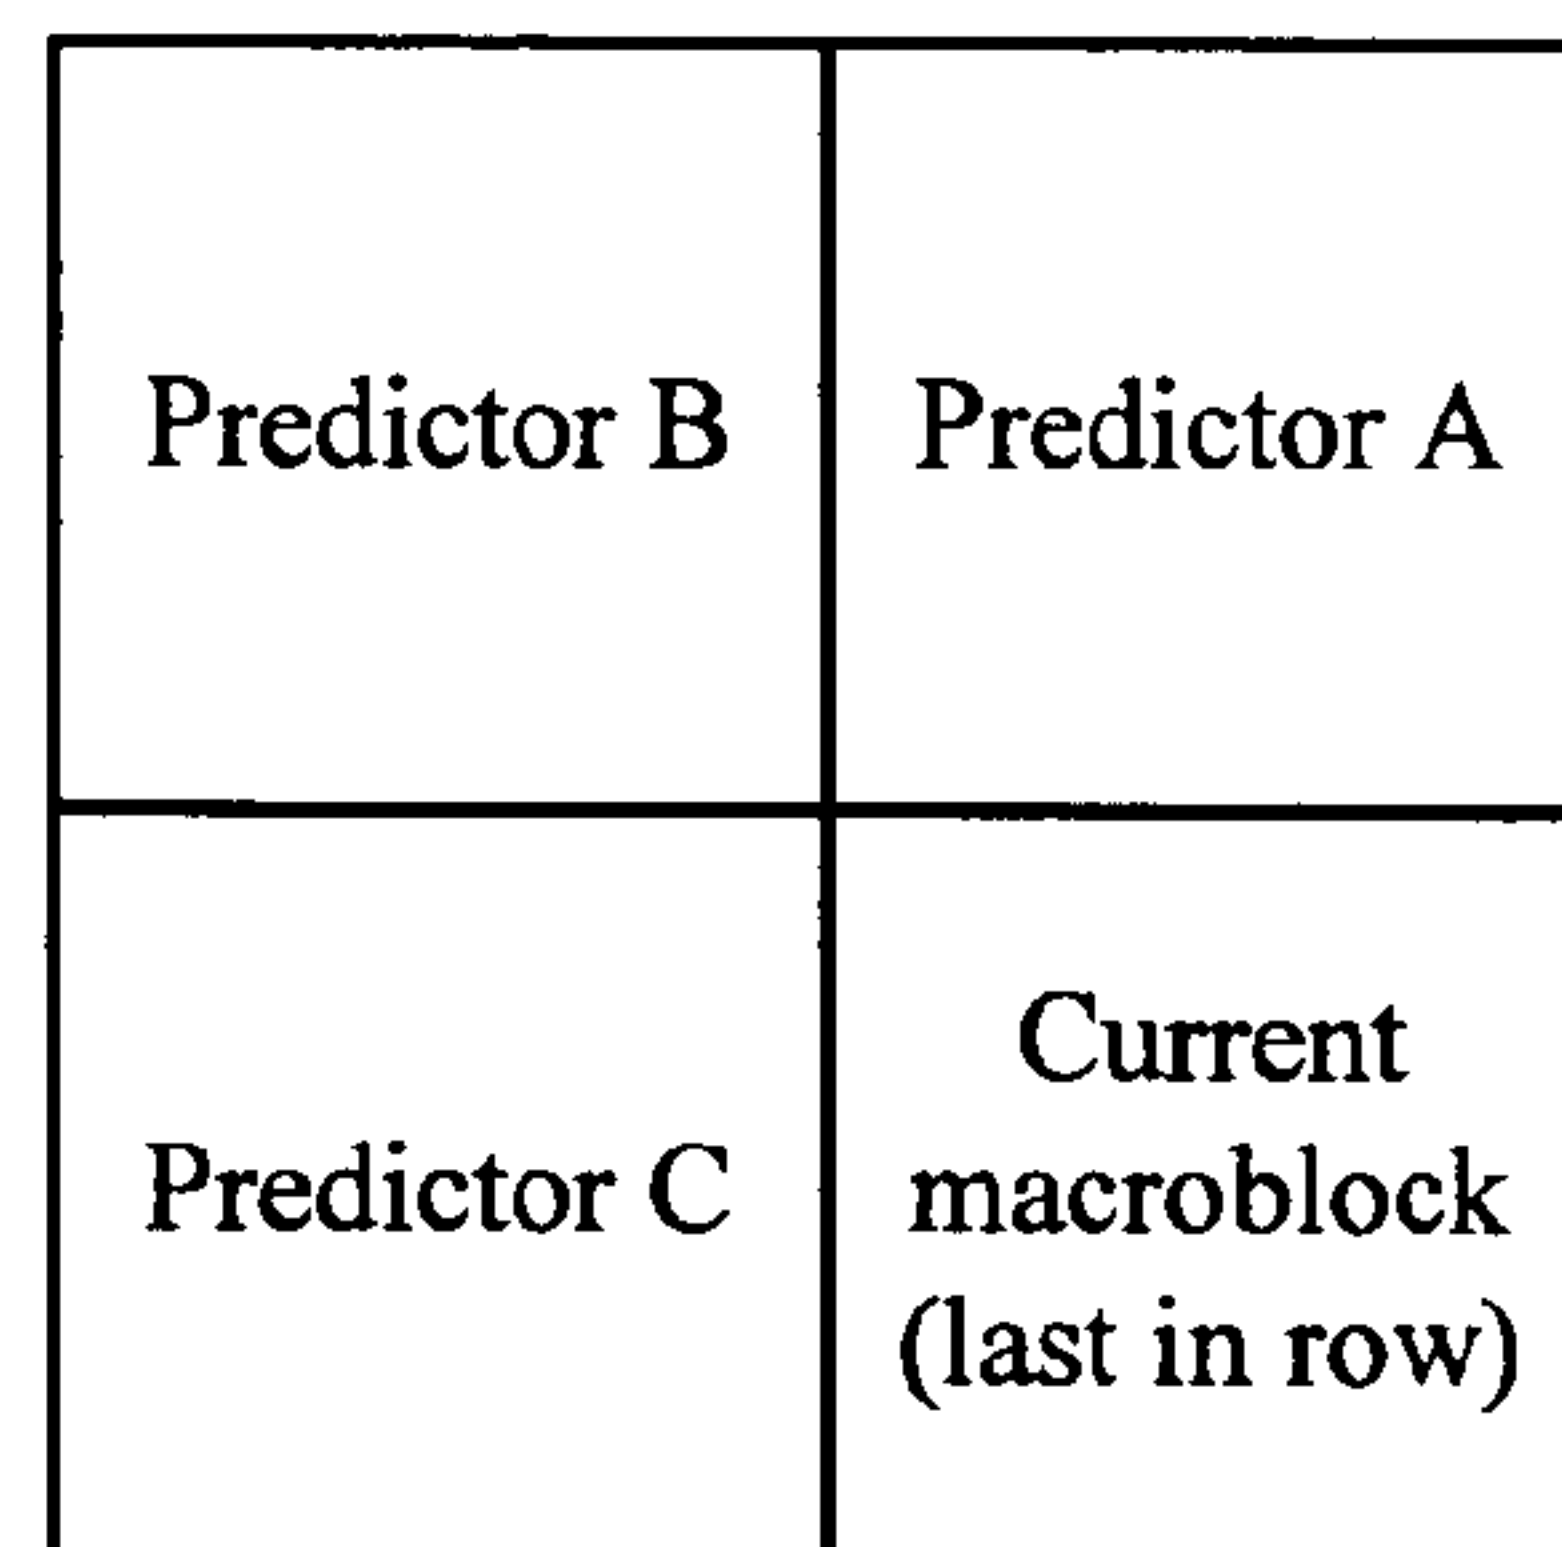 Predictor B
Predictor A
Predictor C
Current
macroblock
(last in row)